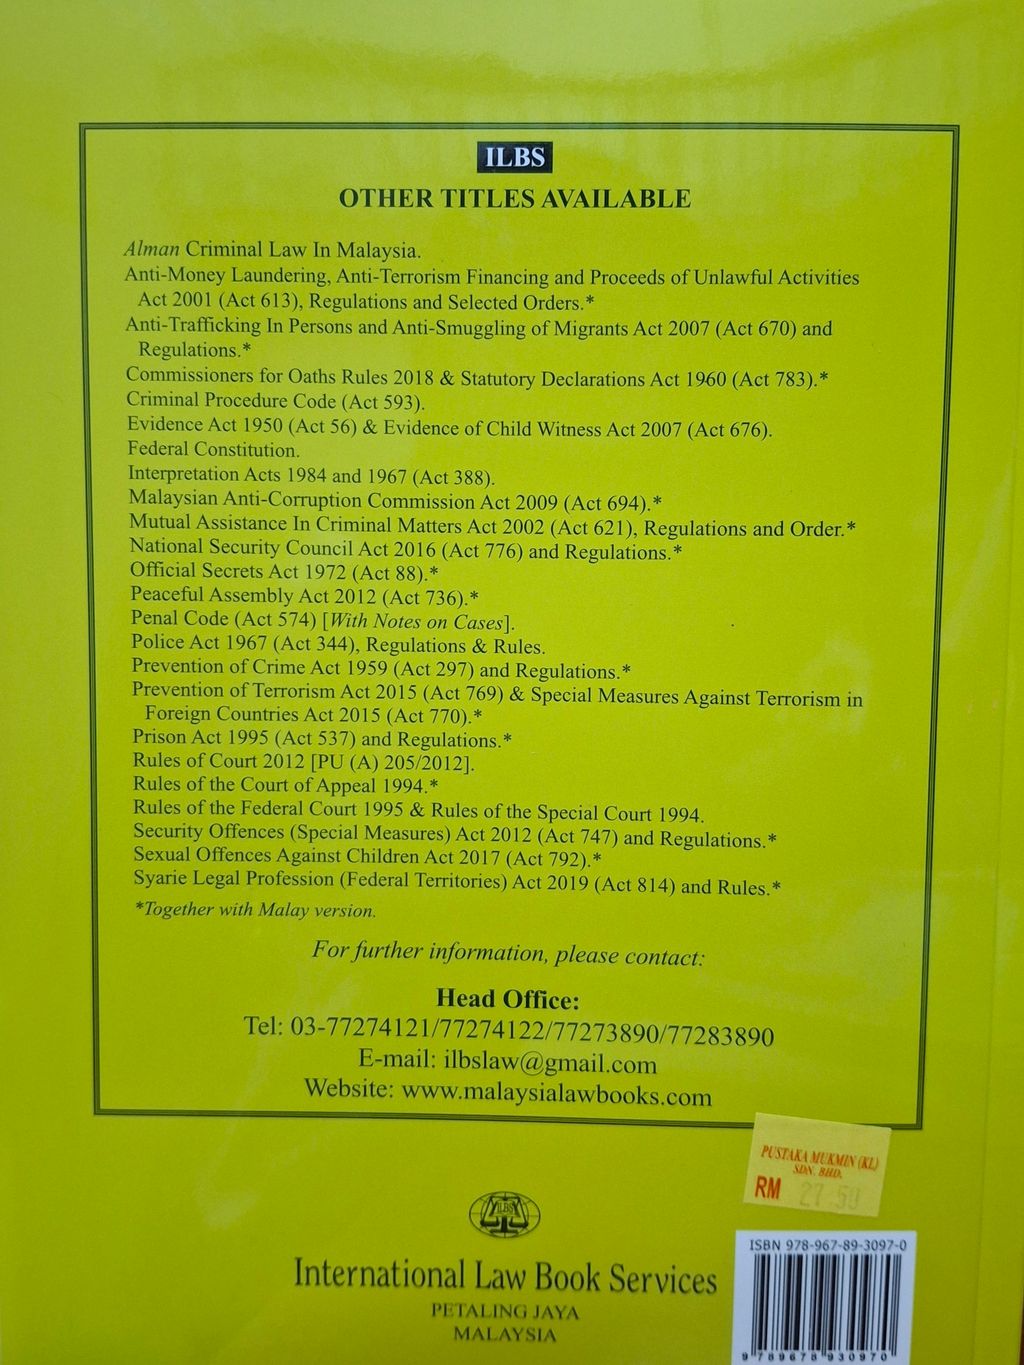 ILBS
OTHER TITLES AVAILABLE
Alman Criminal Law In Malaysia.
Anti-Money Laundering, Anti-Terrorism Financing and Proceeds of Unlawful Activities
Act 2001 (Act 613), Regulations and Selected Orders.*
Anti-Trafficking In Persons and Anti-Smuggling of Migrants Act 2007 (Act 670) and
Regulations.*
Commissioners for Oaths Rules 2018 & Statutory Declarations Act 1960 (Act 783).*
Criminal Procedure Code (Act 593).
Evidence Act 1950 (Act 56) & Evidence of Child Witness Act 2007 (Act 676).
Federal Constitution.
Interpretation Acts 1984 and 1967 (Act 388).
Malaysian Anti-Corruption Commission Act 2009 (Act 694).*
Mutual Assistance In Criminal Matters Act 2002 (Act 621), Regulations and Order.*
National Security Council Act 2016 (Act 776) and Regulations.*
Official Secrets Act 1972 (Act 88).*
Peaceful Assembly Act 2012 (Act 736).*
Penal Code (Act 574) [With Notes on Cases].
Police Act 1967 (Act 344), Regulations & Rules.
Prevention of Crime Act 1959 (Act 297) and Regulations.*
Prevention of Terrorism Act 2015 (Act 769) & Special Measures Against Terrorism in
Foreign Countries Act 2015 (Act 770).*
Prison Act 1995 (Act 537) and Regulations.*
Rules of Court 2012 [PU (A) 205/2012].
Rules of the Court of Appeal 1994.*
Rules of the Federal Court 1995 & Rules of the Special Court 1994.
Security Offences (Special Measures) Act 2012 (Act 747) and Regulations.*
Sexual Offences Against Children Act 2017 (Act 792).*
Syarie Legal Profession (Federal Territories) Act 2019 (Act 814) and Rules.*
*Together with Malay version.
For further information, please contact:
Head Office:
Tel: 03-77274121/77274122/77273890/77283890
E-mail: ilbslaw@gmail.com
Website: www.malaysialawbooks.com
PUSTAKA MUKMIN (KL)
SDN. BHD.
RM 27.50
ILBS
International Law Book Services
PETALING JAYA
MALAYSIA
ISBN 978-967-89-3097-0
9 789678 930970